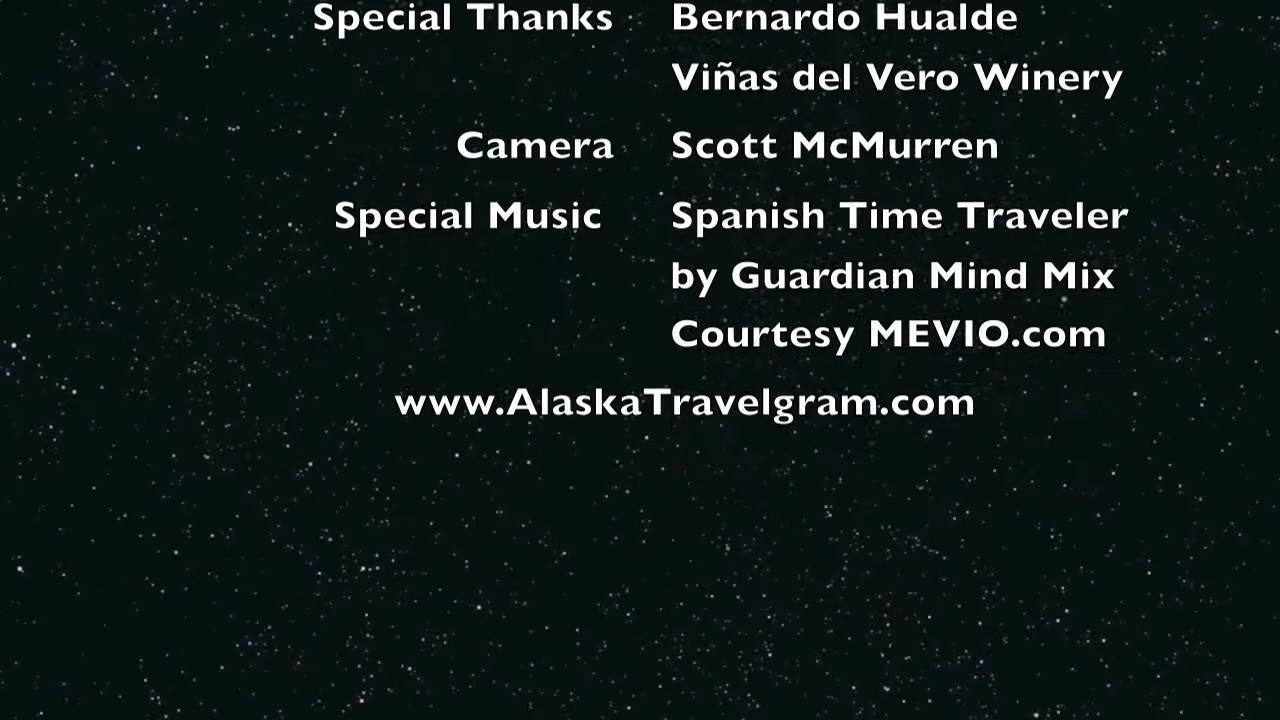 Special Thanks Bernardo Hualde
Viñas del Vero Winery
Camera Scott McMurren
Special Music Spanish Time Traveler
by Guardian Mind Mix
Courtesy MEVIO.com
www.AlaskaTravelgram.com